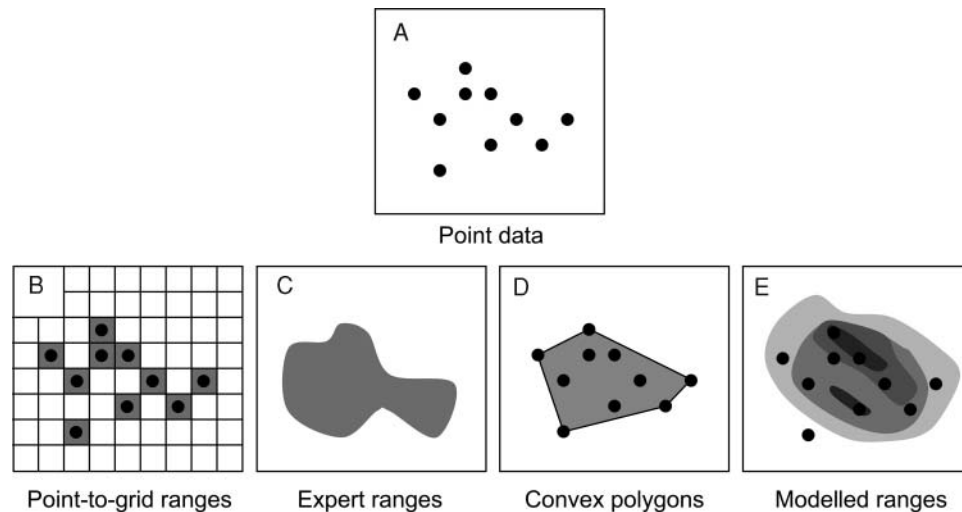 A
Point data
B
C
D
E
Point-to-grid ranges
Expert ranges
Convex polygons
Modelled ranges